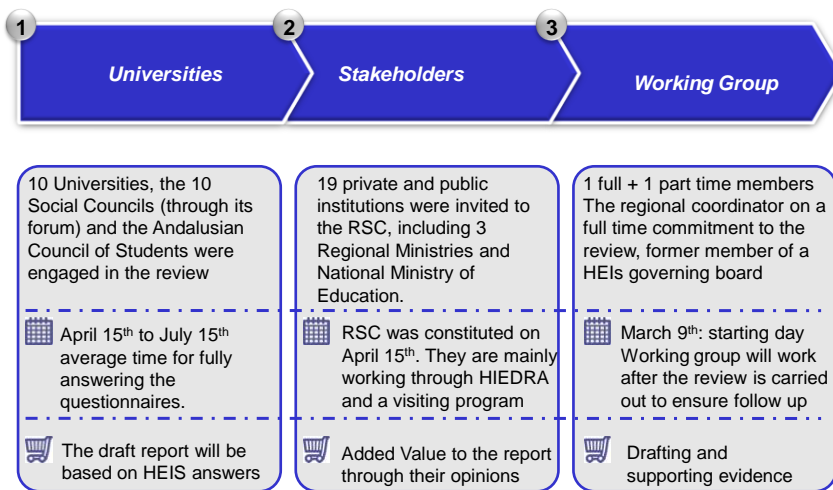 1
2
3
Universities
Stakeholders
Working Group
10 Universities, the 10
Social Councils (through its
forum) and the Andalusian
Council of Students were
engaged in the review
April 15th to July 15th
average time for fully
answering the
questionnaires.
The draft report will be
based on HEIS answers
19 private and public
institutions were invited to
the RSC, including 3
Regional Ministries and
National Ministry of
Education.
RSC was constituted on
April 15th. They are mainly
working through HIEDRA
and a visiting program
Added Value to the report
through their opinions
1 full + 1 part time members
The regional coordinator on a
full time commitment to the
review, former member of a
HEIs governing board
March 9th: starting day
Working group will work
after the review is carried
out to ensure follow up
Drafting and
supporting evidence